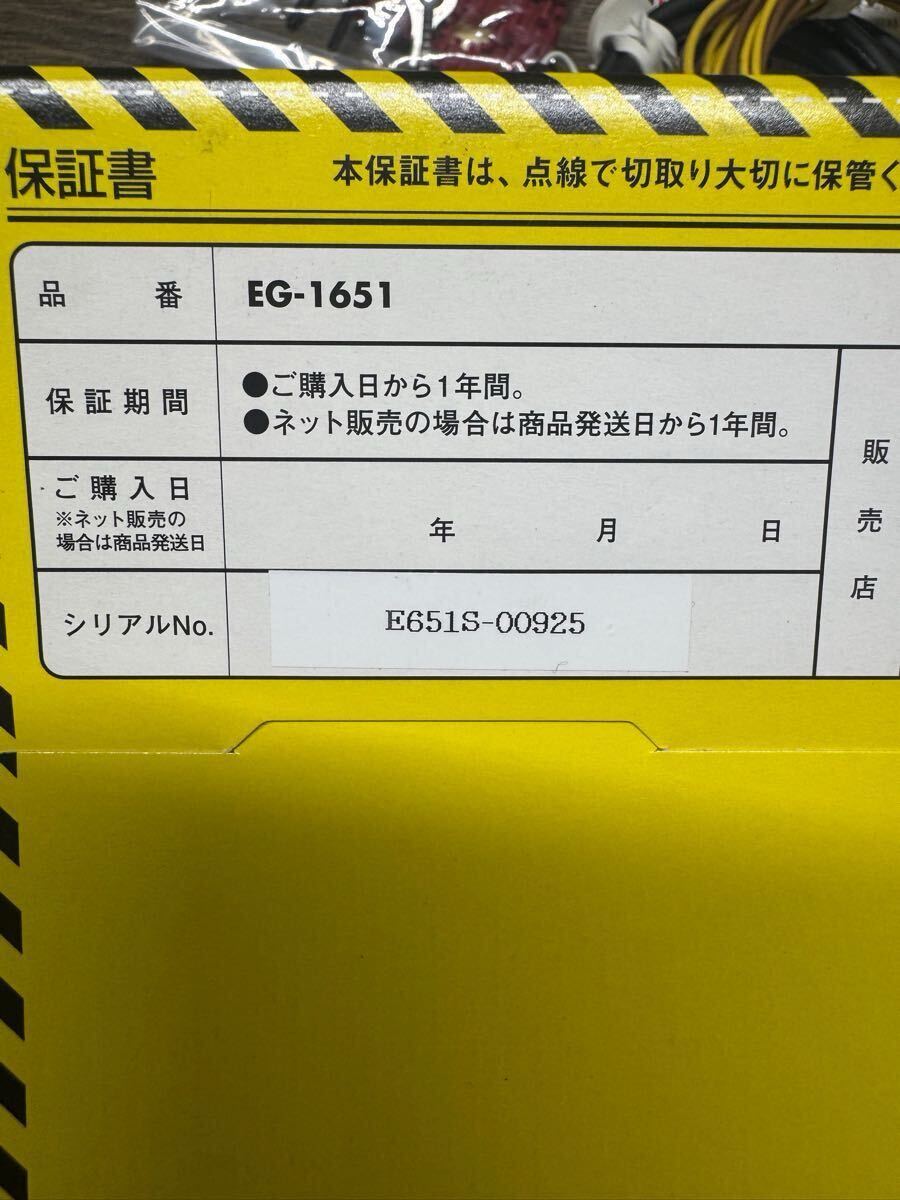 保証書
本保証書は、点線で切取り大切に保管く
品番 EG-1651
保証期間
●ご購入日から1年間。
●ネット販売の場合は商品発送日から1年間。
ご購入日
※ネット販売の
場合は商品発送日
年 月 日
シリアルNo. E651S-00925
販売店